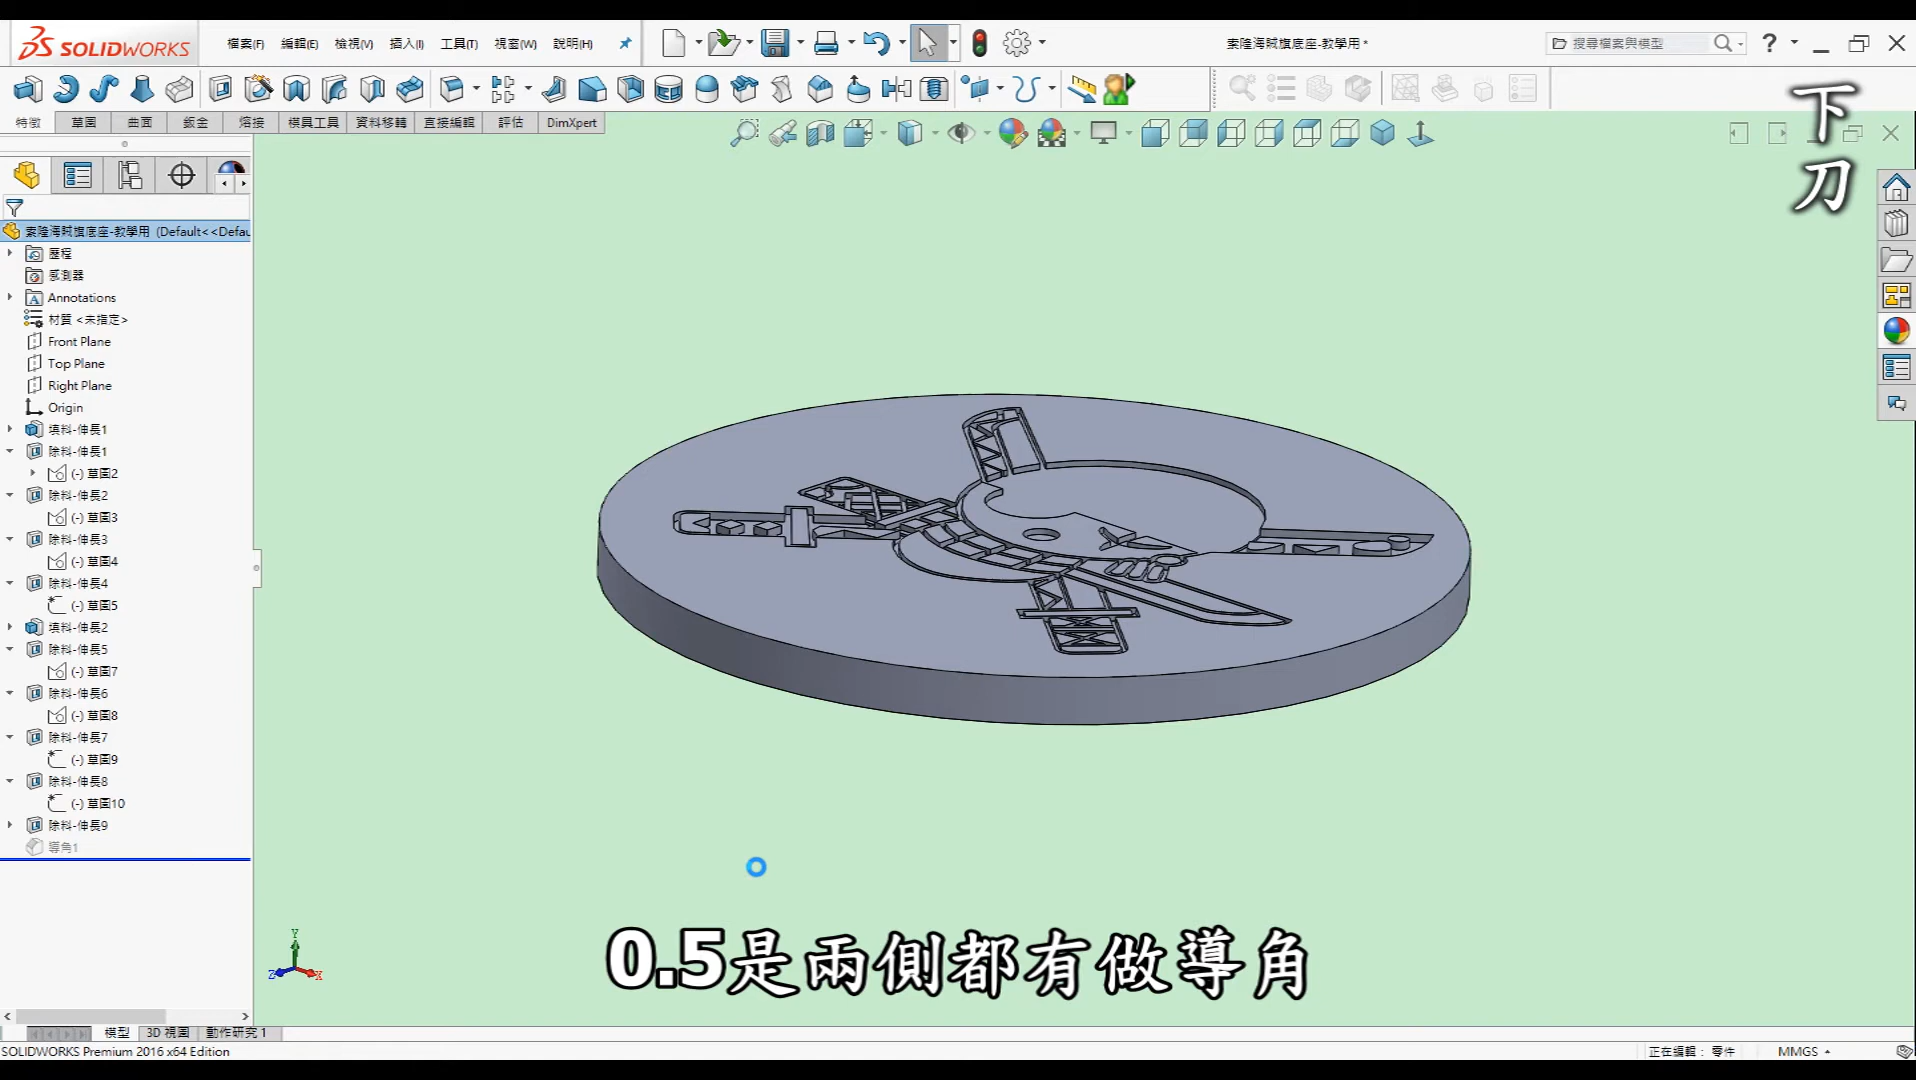 SOLIDWORKS
檔案(F) 編輯(E) 檢視(V) 插入(I) 工具(T) 視窗(W) 說明(H)
索隆海賊旗底座-教學用 *
搜尋檔案與模型
?
特徵 草圖 曲面 鈑金 熔接 模具工具 資料移轉 直接編輯 評估 DimXpert
下刀
索隆海賊旗底座-教學用 (Default<<Defau
歷程
感測器
Annotations
材質 <未指定>
Front Plane
Top Plane
Right Plane
Origin
填料-伸長1
除料-伸長1
(-) 草圖2
除料-伸長2
(-) 草圖3
除料-伸長3
(-) 草圖4
除料-伸長4
(-) 草圖5
填料-伸長2
除料-伸長5
(-) 草圖7
除料-伸長6
(-) 草圖8
除料-伸長7
(-) 草圖9
除料-伸長8
(-) 草圖10
除料-伸長9
導角1
Y
Z X
0.5是兩側都有做導角
模型 3D 視圖 動作研究 1
SOLIDWORKS Premium 2016 x64 Edition
正在編輯： 零件 MMGS